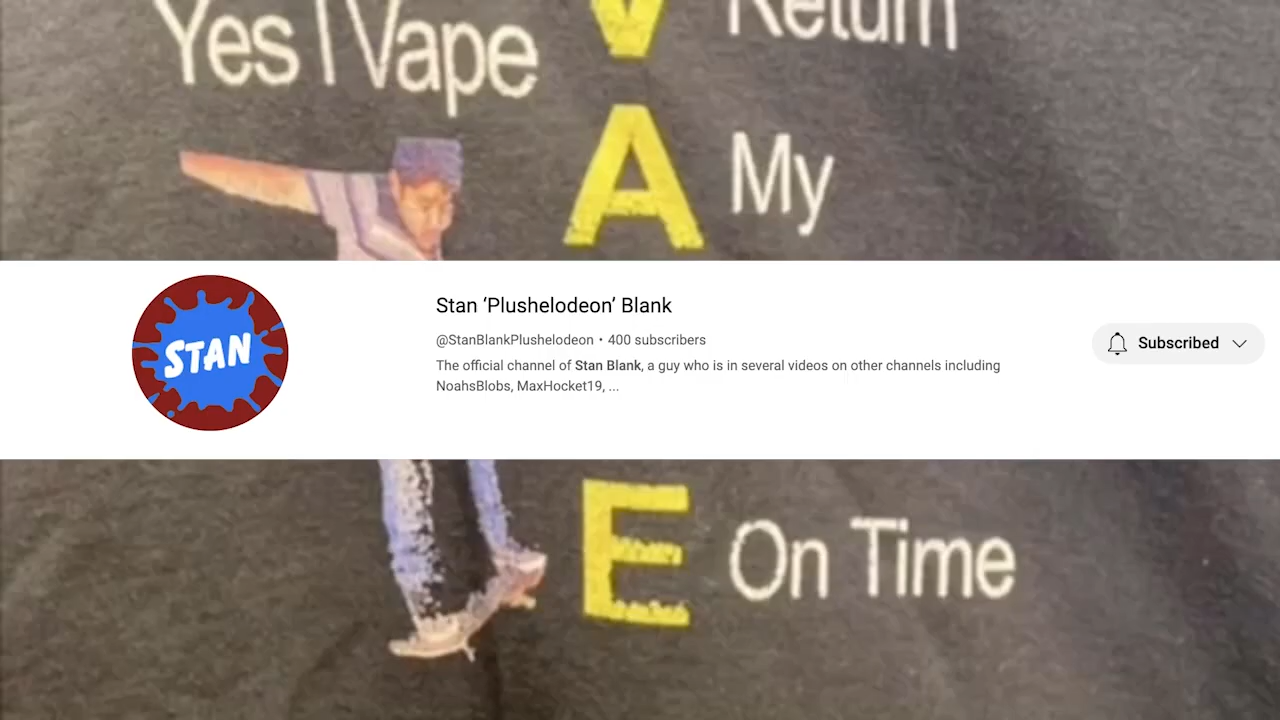 Yes I Vape
V
Return
A
My
STAN
Stan ‘Plushelodeon’ Blank
@StanBlankPlushelodeon • 400 subscribers
The official channel of Stan Blank, a guy who is in several videos on other channels including
NoahsBlobs, MaxHocket19, ...
Subscribed
E
On Time